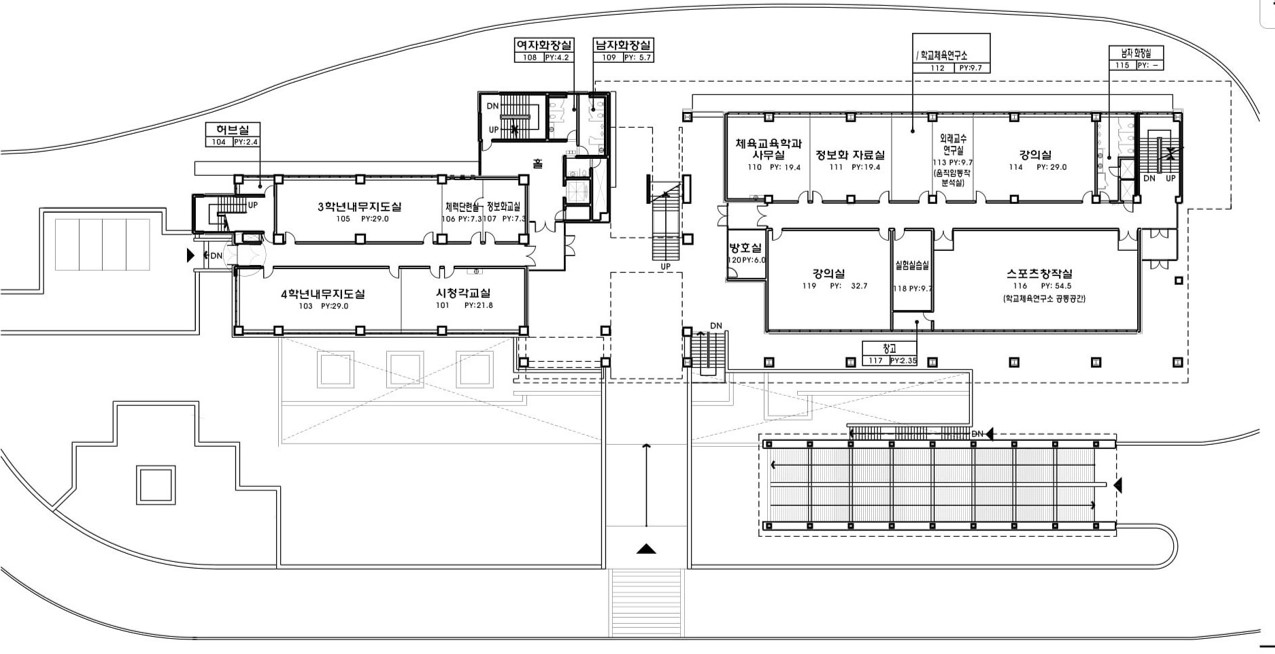 여자화장실
108 PY:4.2
남자화장실
109 PY: 5.7
/ 학교체육연구소
112 PY:9.7
남자 화장실
115 PY: -
허브실
104 PY:2.4
DN
UP
홀
UP
DN
3학년내무지도실
105 PY:29.0
체력단련실
106 PY:7.3
정보화교실
107 PY:7.3
4학년내무지도실
103 PY:29.0
시청각교실
101 PY:21.8
UP
DN
체육교육학과
사무실
110 PY: 19.4
정보화 자료실
111 PY:19.4
외래교수
연구실
113 PY:9.7
(움직임동작
분석실)
강의실
114 PY: 29.0
DN UP
방호실
120 PY:6.0
강의실
119 PY: 32.7
실험실습실
118 PY:9.7
스포츠창작실
116 PY: 54.5
(학교체육연구소 공동공간)
창고
117 PY:2.35
DN